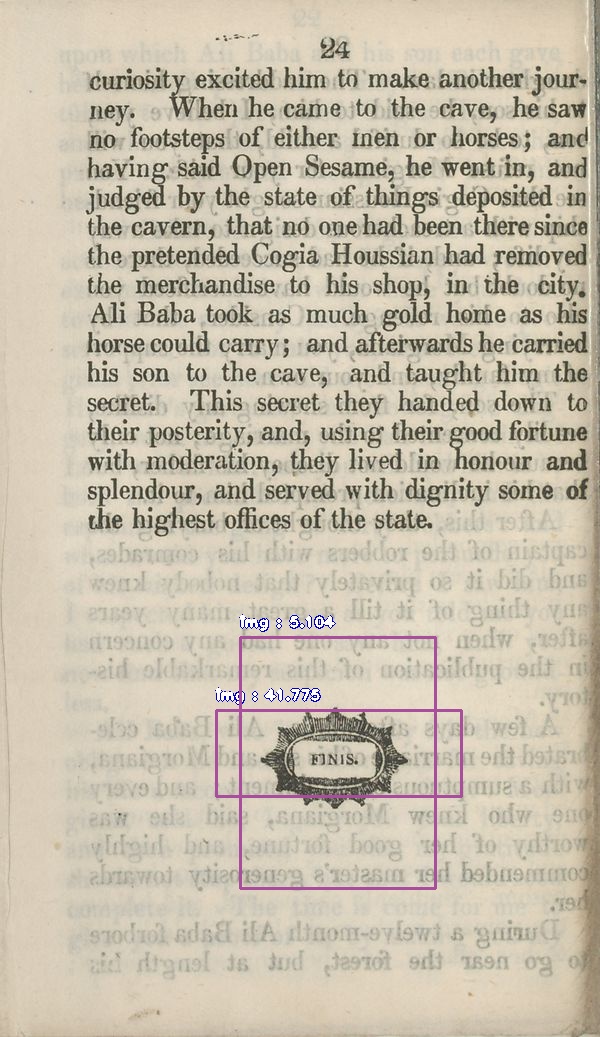 24
curiosity excited him to make another jour-
ney. When he came to the cave, he saw
no footsteps of either men or horses; and
having said Open Sesame, he went in, and
judged by the state of things deposited in
the cavern, that no one had been there since
the pretended Cogia Houssian had removed
the merchandise to his shop, in the city.
Ali Baba took as much gold home as his
horse could carry; and afterwards he carried
his son to the cave, and taught him the
secret. This secret they handed down to
their posterity, and, using their good fortune
with moderation, they lived in honour and
splendour, and served with dignity some of
the highest offices of the state.
img : 5.104
img : 41.775
FINIS.